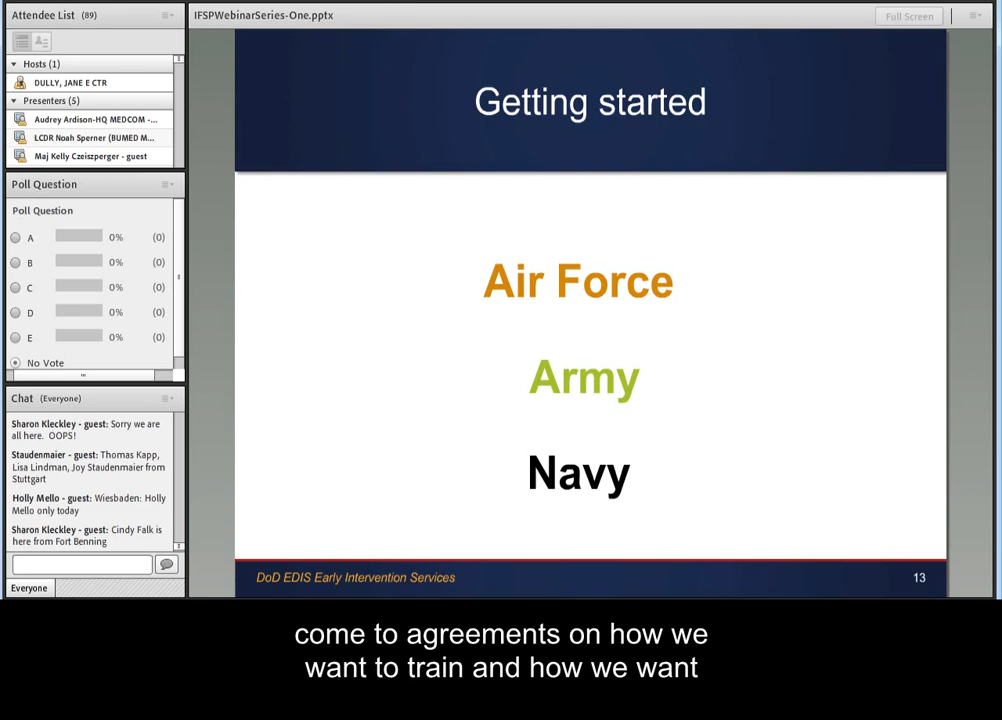 Attendee List (89)
Hosts (1)
DULLY, JANE E CTR
Presenters (5)
Audrey Ardison-HQ MEDCOM -...
LCDR Noah Sperner (BUMED M...
Maj Kelly Czeiszperger - guest
Poll Question
Poll Question
A 0% (0)
B 0% (0)
C 0% (0)
D 0% (0)
E 0% (0)
No Vote
Chat (Everyone)
Sharon Kleckley - guest: Sorry we are
all here. OOPS!
Staudenmaier - guest: Thomas Kapp,
Lisa Lindman, Joy Staudenmaier from
Stuttgart
Holly Mello - guest: Wiesbaden: Holly
Mello only today
Sharon Kleckley - guest: Cindy Falk is
here from Fort Benning
Everyone
IFSPWebinarSeries-One.pptx
Full Screen
Getting started
Air Force
Army
Navy
DoD EDIS Early Intervention Services
13
come to agreements on how we
want to train and how we want